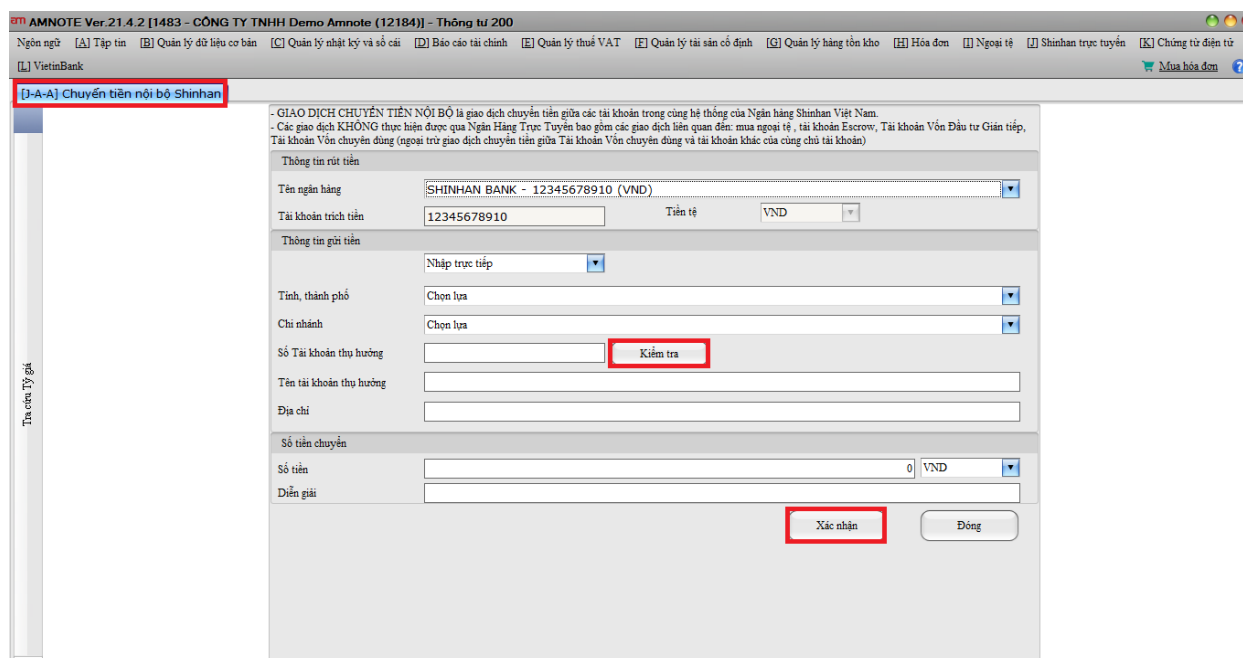 am AMNOTE Ver.21.4.2 [1483 - CÔNG TY TNHH Demo Amnote (12184)] - Thông tư 200
Ngôn ngữ [A] Tập tin [B] Quản lý dữ liệu cơ bản [C] Quản lý nhật ký và sổ cái [D] Báo cáo tài chính [E] Quản lý thuế VAT [F] Quản lý tài sản cố định [G] Quản lý hàng tồn kho [H] Hóa đơn [I] Ngoại tệ [J] Shinhan trực tuyến [K] Chứng từ điện tử
[L] VietinBank Mua hóa đơn ?
[J-A-A] Chuyển tiền nội bộ Shinhan
- GIAO DỊCH CHUYỂN TIỀN NỘI BỘ là giao dịch chuyển tiền giữa các tài khoản trong cùng hệ thống của Ngân hàng Shinhan Việt Nam.
- Các giao dịch KHÔNG thực hiện được qua Ngân Hàng Trực Tuyến bao gồm các giao dịch liên quan đến: mua ngoại tệ , tài khoản Escrow, Tài khoản Vốn Đầu tư Gián tiếp,
Tài khoản Vốn chuyên dùng (ngoại trừ giao dịch chuyển tiền giữa Tài khoản Vốn chuyên dùng và tài khoản khác của cùng chủ tài khoản)
Thông tin rút tiền
Tên ngân hàng SHINHAN BANK - 12345678910 (VND)
Tài khoản trích tiền 12345678910 Tiền tệ VND
Thông tin gửi tiền
Nhập trực tiếp
Tỉnh, thành phố Chọn lựa
Chi nhánh Chọn lựa
Số Tài khoản thụ hưởng Kiểm tra
Tên tài khoản thụ hưởng
Địa chỉ
Số tiền chuyển
Số tiền 0 VND
Diễn giải
Xác nhận Đóng
Tra cứu Tỷ giá